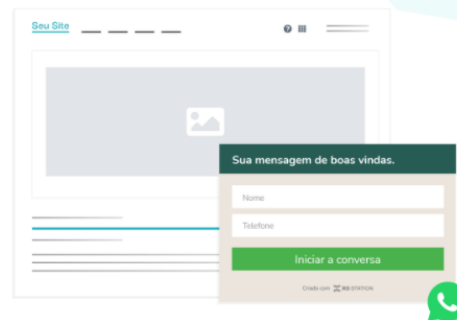 Seu Site
Sua mensagem de boas vindas.
Nome
Telefone
Iniciar a conversa
Criado com RD STATION